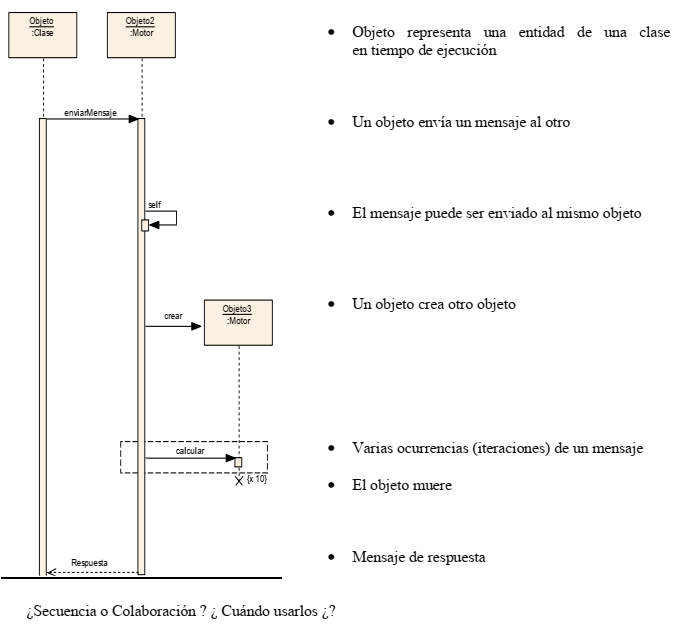 Objeto
:Clase
Objeto2
:Motor
• Objeto representa una entidad de una clase
en tiempo de ejecución
enviarMensaje
• Un objeto envía un mensaje al otro
self
• El mensaje puede ser enviado al mismo objeto
crear
Objeto3
:Motor
• Un objeto crea otro objeto
calcular
• Varias ocurrencias (iteraciones) de un mensaje
{x 10}
• El objeto muere
Respuesta
• Mensaje de respuesta
¿Secuencia o Colaboración ? ¿ Cuándo usarlos ¿?